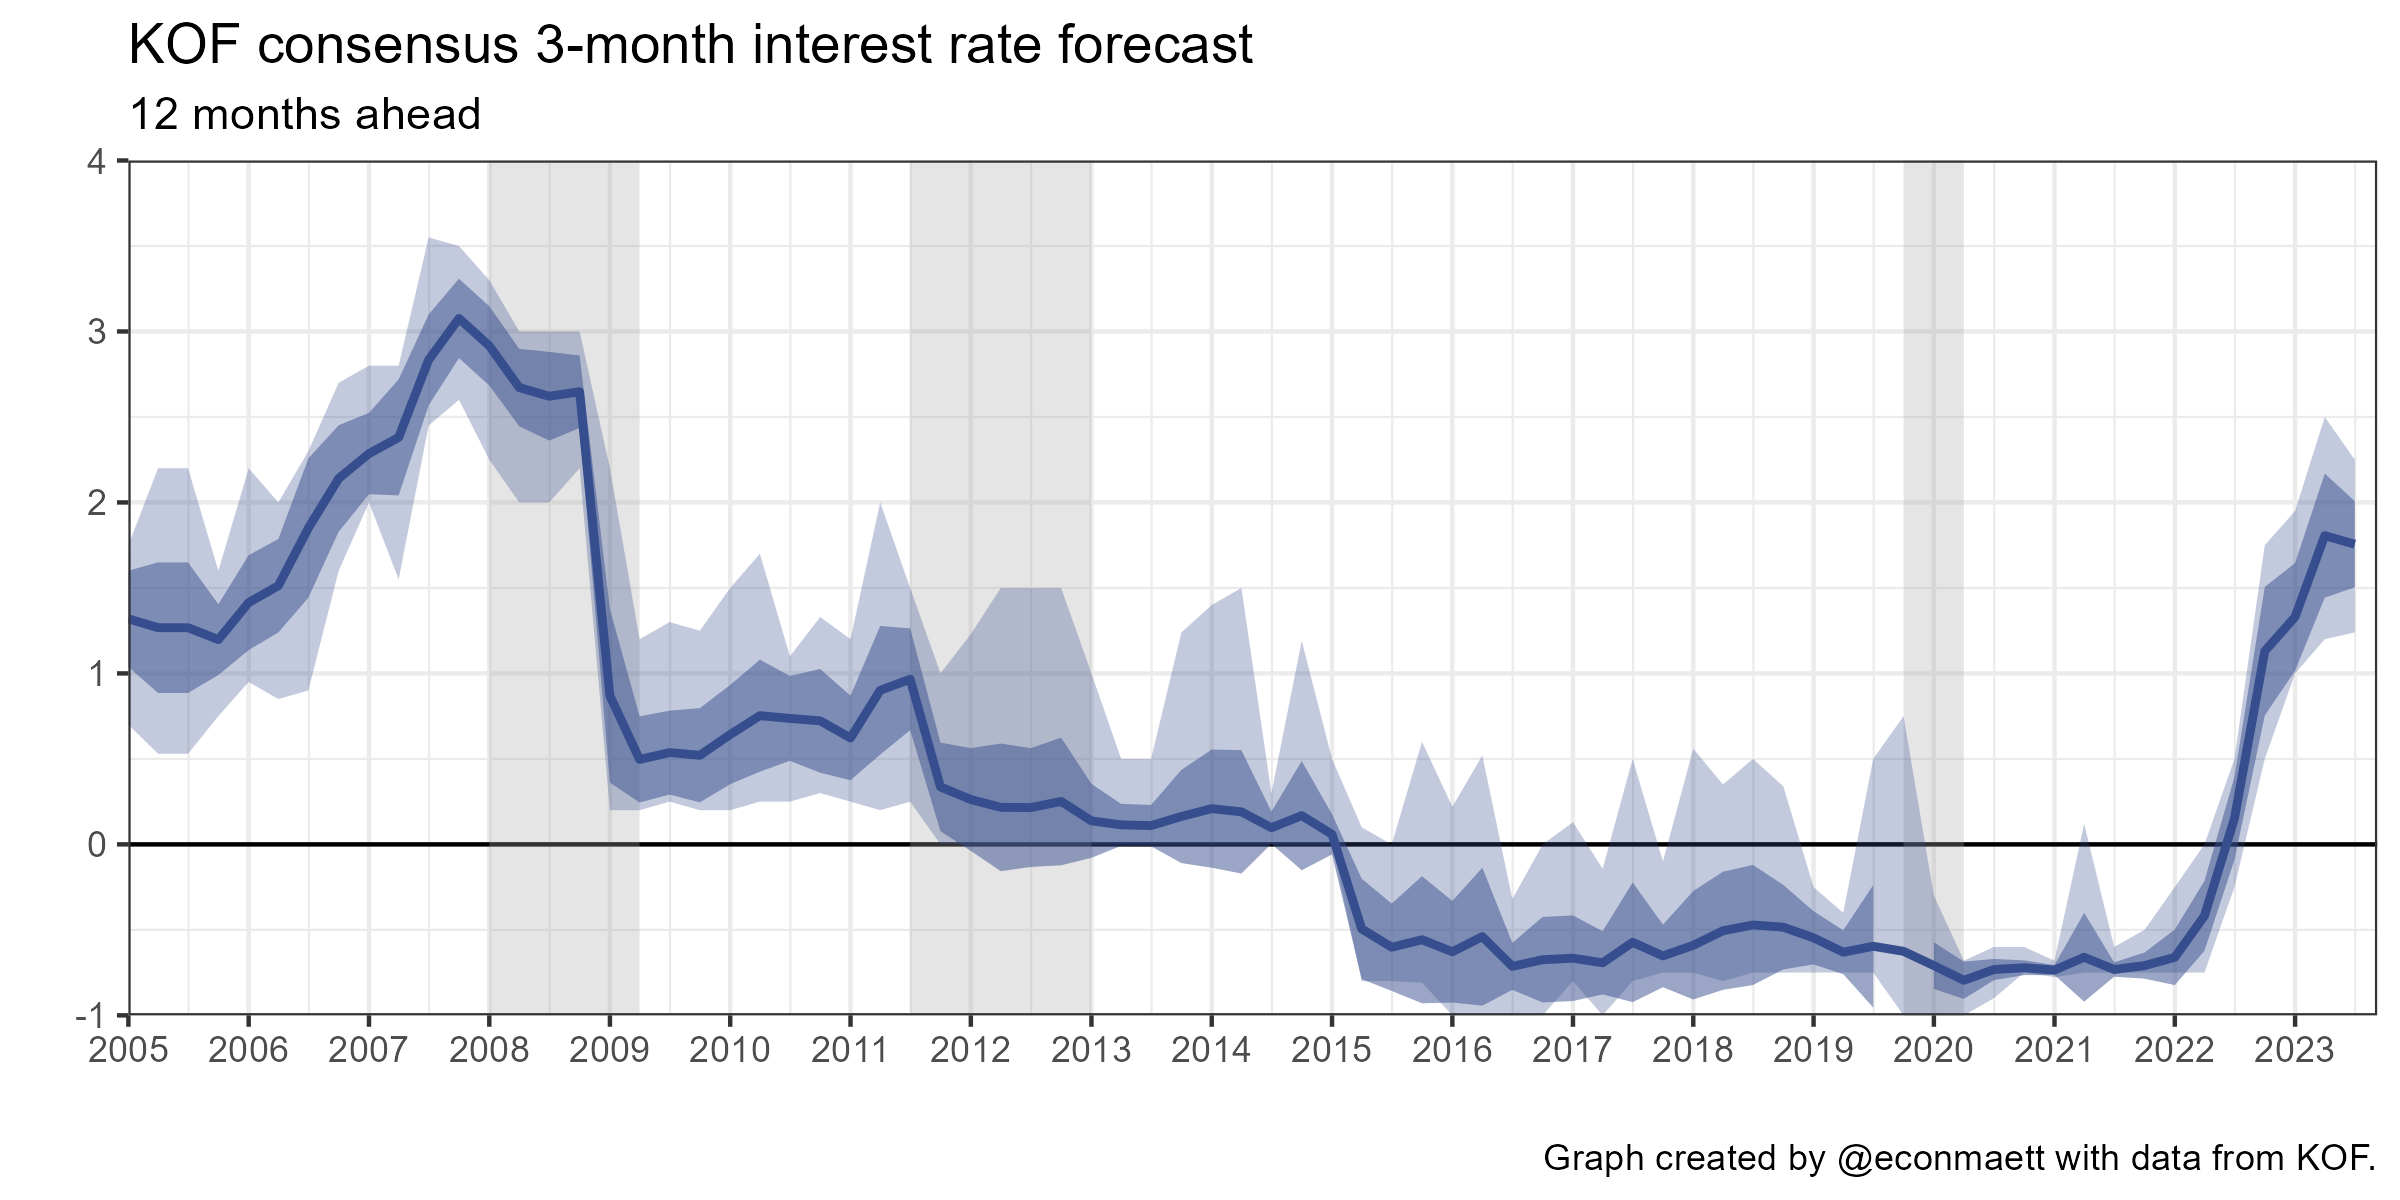 KOF consensus 3-month interest rate forecast
12 months ahead
4
3
2
1
0
-1
2005 2006 2007 2008 2009 2010 2011 2012 2013 2014 2015 2016 2017 2018 2019 2020 2021 2022 2023
Graph created by @econmaett with data from KOF.